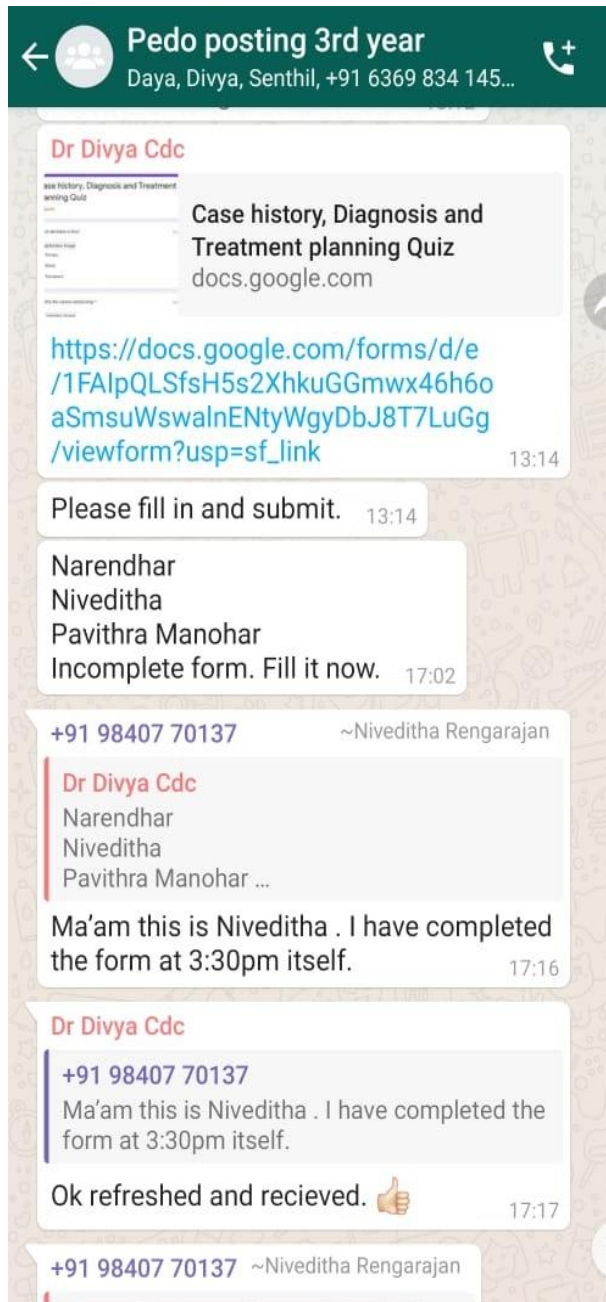 Pedo posting 3rd year
Daya, Divya, Senthil, +91 6369 834 145...
Dr Divya Cdc
Case history, Diagnosis and
Treatment planning Quiz
docs.google.com
https://docs.google.com/forms/d/e
/1FAIpQLSfsH5s2XhkuGGmwx46h6o
aSmsuWswalnENtyWgyDbJ8T7LuGg
/viewform?usp=sf_link
13:14
Please fill in and submit. 13:14
Narendhar
Niveditha
Pavithra Manohar
Incomplete form. Fill it now. 17:02
+91 98407 70137 ~Niveditha Rengarajan
Dr Divya Cdc
Narendhar
Niveditha
Pavithra Manohar ...
Ma'am this is Niveditha . I have completed
the form at 3:30pm itself. 17:16
Dr Divya Cdc
+91 98407 70137
Ma'am this is Niveditha . I have completed the
form at 3:30pm itself.
Ok refreshed and recieved. 👍🏻 17:17
+91 98407 70137 ~Niveditha Rengarajan